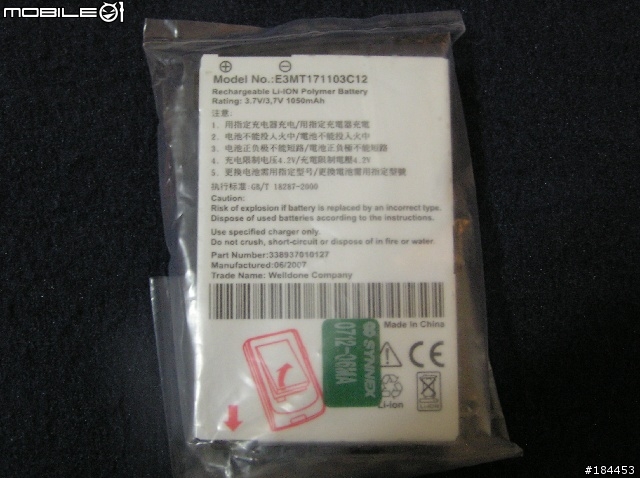 MOBILE01
Model No.:E3MT171103C12
Rechargeable Li-ION Polymer Battery
Rating: 3.7V/3,7V 1050mAh
注意:
1. 用指定充电器充电/用指定充電器充電
2. 电池不能投入火中/電池不能投入火中
3. 电池正负极不能短路/電池正負極不能短路
4. 充电限制电压4.2V/充電限制電壓4.2V
5. 更换电池需用指定型号/更換電池需用指定型號
执行标准:GB/T 18287-2000
Caution:
Risk of explosion if battery is replaced by an incorrect type.
Dispose of used batteries according to the instructions.
Use specified charger only.
Do not crush, short-circuit or dispose of in fire or water.
Part Number:338937010127
Manufactured:06/2007
Trade Name: Welldone Company
Made In China
SYNNEX
0712-06MA
CE
Li-ion
Li-ION
#184453